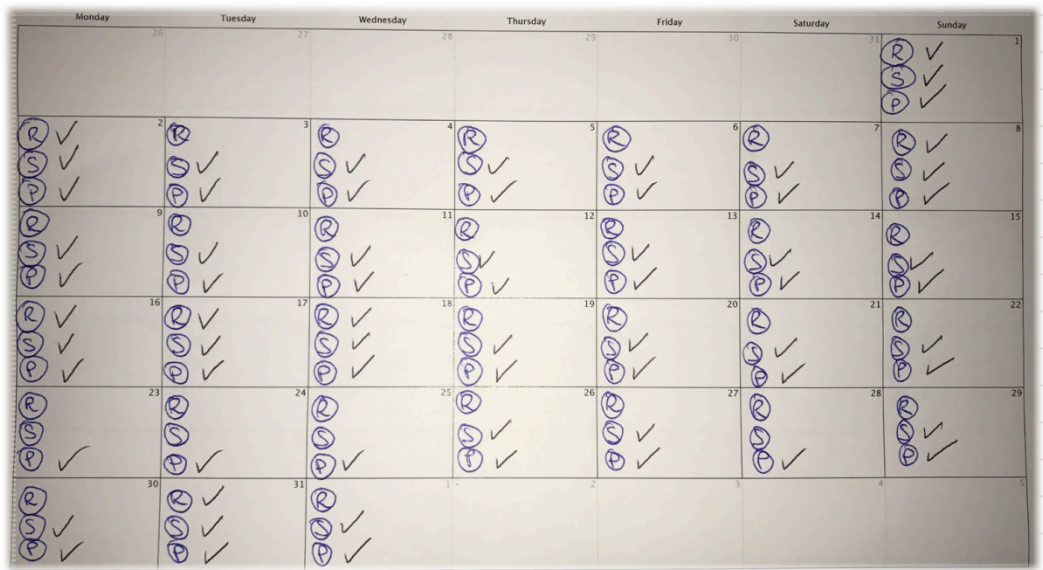 Monday Tuesday Wednesday Thursday Friday Saturday Sunday
26 27 28 29 30 31 1
R ✓
S ✓
P ✓
2 3 4 5 6 7 8
R ✓ R R R R R R ✓
S ✓ S ✓ S ✓ S ✓ S ✓ S ✓ S ✓
P ✓ P ✓ P ✓ P ✓ P ✓ P ✓ P ✓
9 10 11 12 13 14 15
R R R R R R R
S ✓ S ✓ S ✓ S ✓ S ✓ S ✓ S ✓
P ✓ P ✓ P ✓ P ✓ P ✓ P ✓ P ✓
16 17 18 19 20 21 22
R ✓ R ✓ R ✓ R R R R
S ✓ S ✓ S ✓ S ✓ S ✓ S ✓ S ✓
P ✓ P ✓ P ✓ P ✓ P ✓ P ✓ P ✓
23 24 25 26 27 28 29
R R R R R R R
S S S S ✓ S ✓ S S ✓
P ✓ P ✓ P ✓ P ✓ P ✓ P ✓ P ✓
30 31 1 2 3 4 5
R R ✓ R
S ✓ S ✓ S ✓
P ✓ P ✓ P ✓